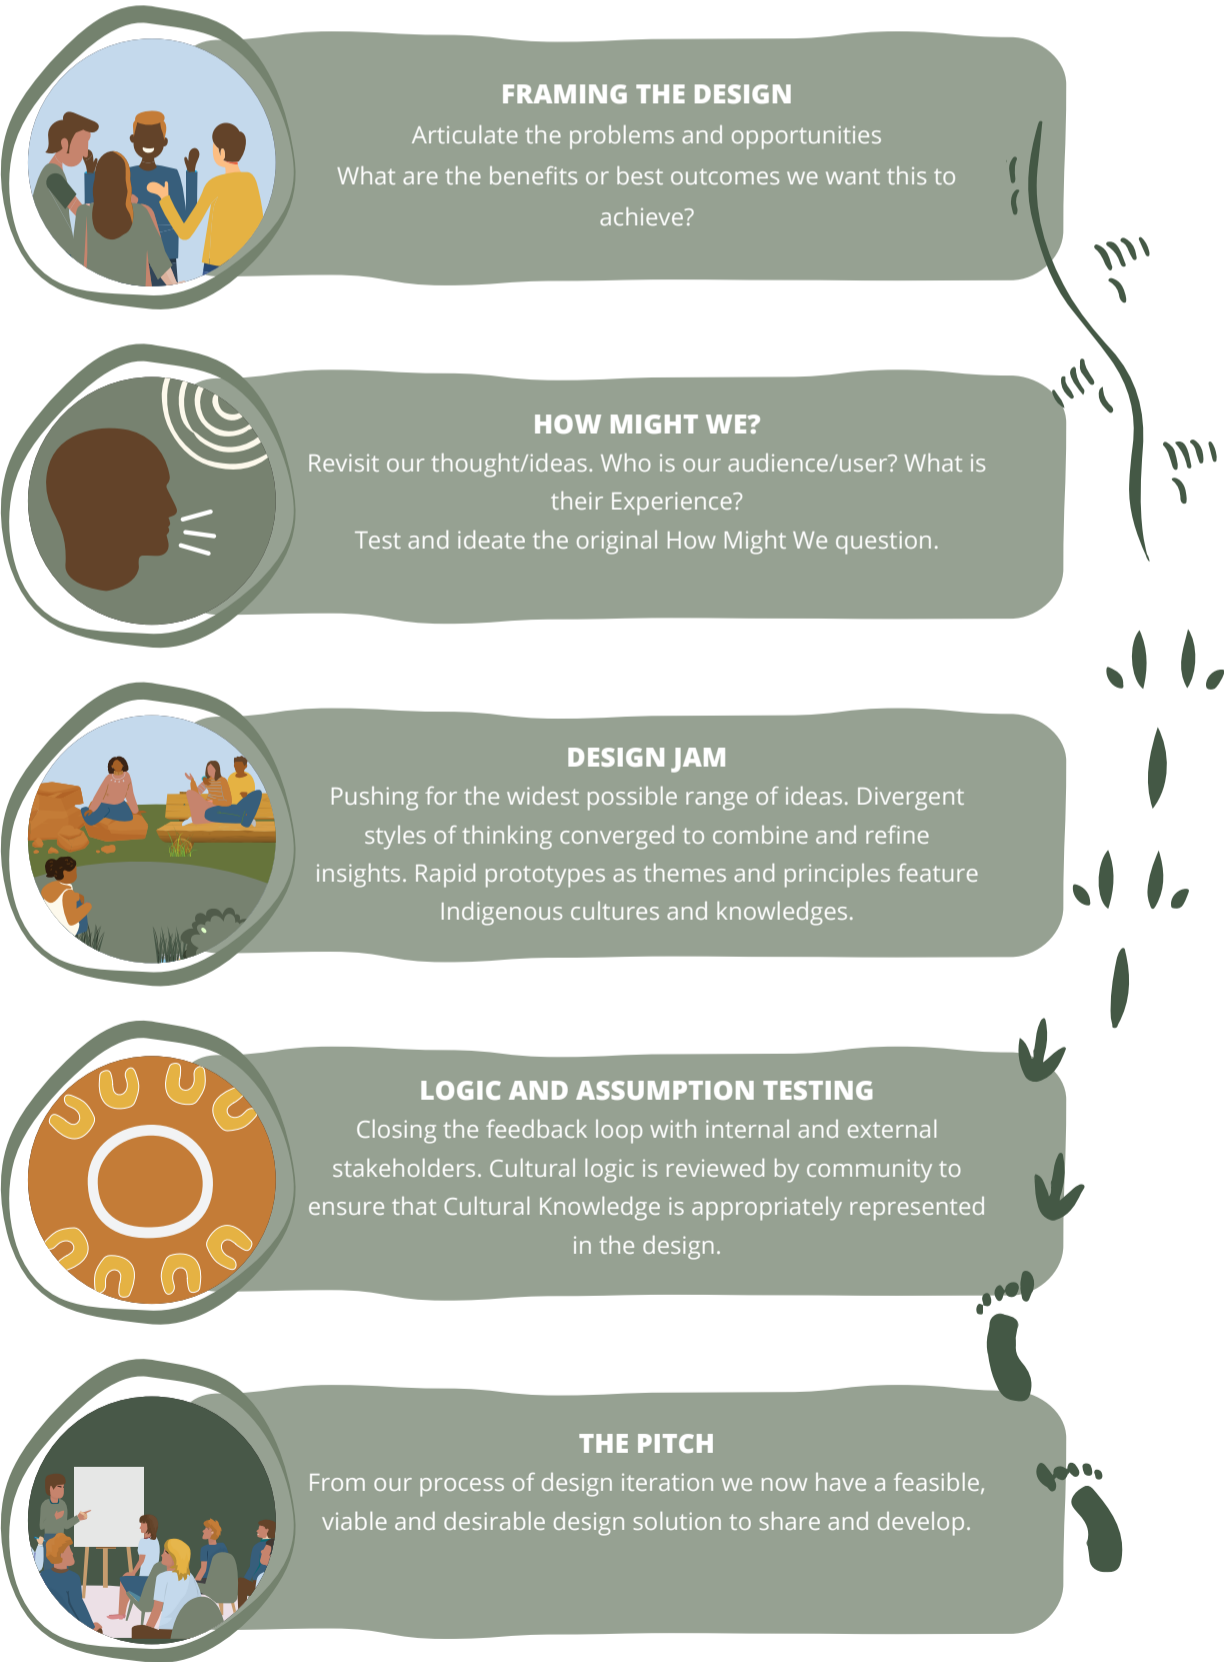 FRAMING THE DESIGN
Articulate the problems and opportunities
What are the benefits or best outcomes we want this to
achieve?
HOW MIGHT WE?
Revisit our thought/ideas. Who is our audience/user? What is
their Experience?
Test and ideate the original How Might We question.
DESIGN JAM
Pushing for the widest possible range of ideas. Divergent
styles of thinking converged to combine and refine
insights. Rapid prototypes as themes and principles feature
Indigenous cultures and knowledges.
LOGIC AND ASSUMPTION TESTING
Closing the feedback loop with internal and external
stakeholders. Cultural logic is reviewed by community to
ensure that Cultural Knowledge is appropriately represented
in the design.
THE PITCH
From our process of design iteration we now have a feasible,
viable and desirable design solution to share and develop.